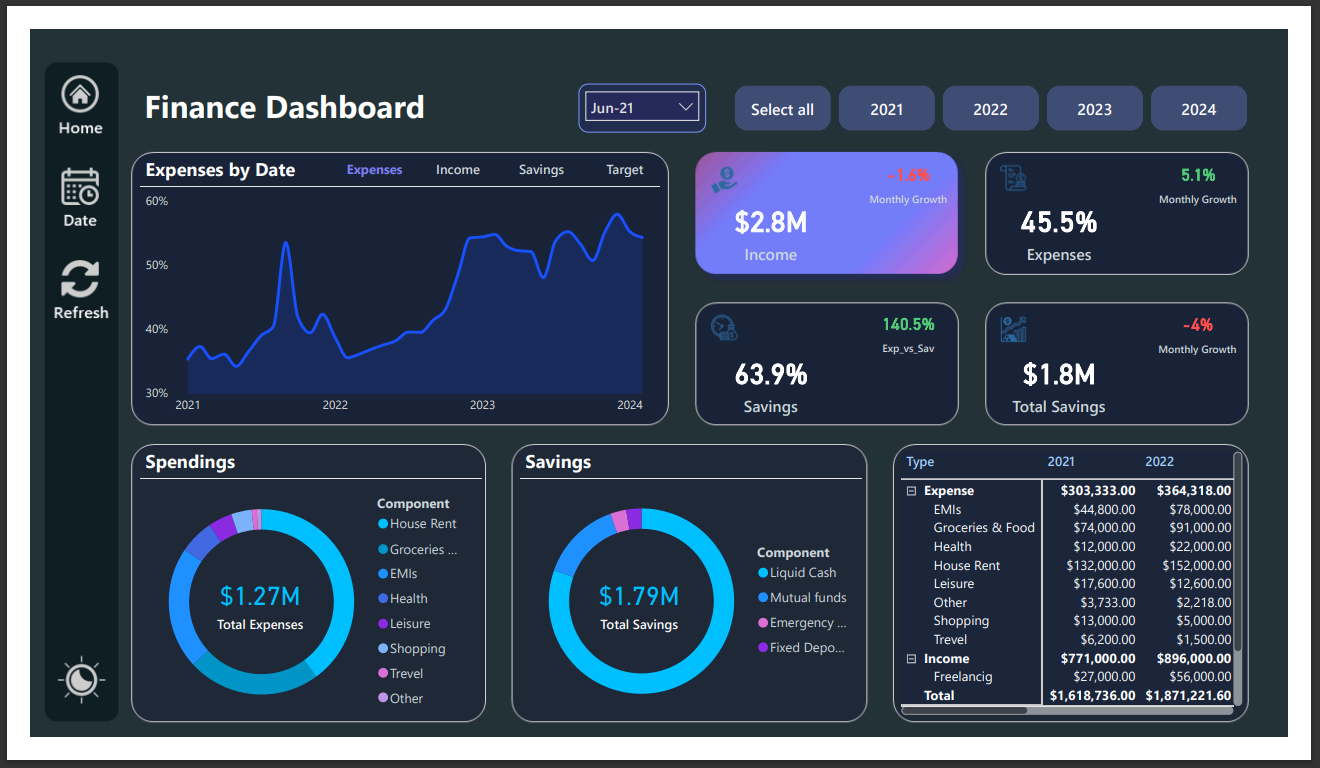 Home
Date
Refresh
Finance Dashboard
Jun-21
Select all
2021
2022
2023
2024
Expenses by Date
Expenses
Income
Savings
Target
60%
50%
40%
30%
2021
2022
2023
2024
-1.6%
Monthly Growth
$2.8M
Income
5.1%
Monthly Growth
45.5%
Expenses
140.5%
Exp_vs_Sav
63.9%
Savings
-4%
Monthly Growth
$1.8M
Total Savings
Spendings
$1.27M
Total Expenses
Component
House Rent
Groceries ...
EMIs
Health
Leisure
Shopping
Trevel
Other
Savings
$1.79M
Total Savings
Component
Liquid Cash
Mutual funds
Emergency ...
Fixed Depo...
Type 2021 2022
Expense $303,333.00 $364,318.00
EMIs $44,800.00 $78,000.00
Groceries & Food $74,000.00 $91,000.00
Health $12,000.00 $22,000.00
House Rent $132,000.00 $152,000.00
Leisure $17,600.00 $12,600.00
Other $3,733.00 $2,218.00
Shopping $13,000.00 $5,000.00
Trevel $6,200.00 $1,500.00
Income $771,000.00 $896,000.00
Freelancig $27,000.00 $56,000.00
Total $1,618,736.00 $1,871,221.60